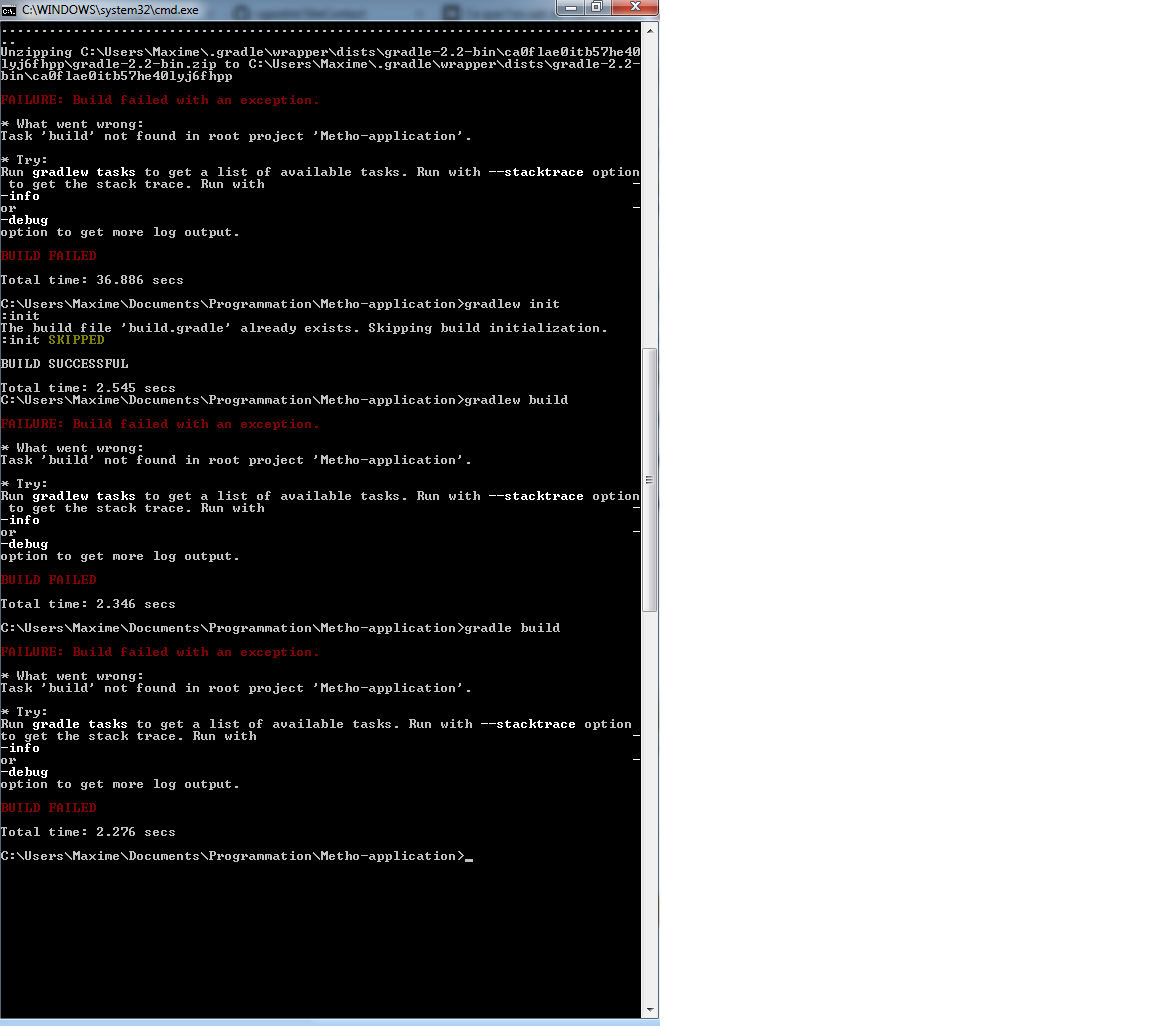 C:\WINDOWS\system32\cmd.exe
--------------------------------------------------------------------------------
--
Unzipping C:\Users\Maxime\.gradle\wrapper\dists\gradle-2.2-bin\ca0flae0itb57he40
lyj6fhpp\gradle-2.2-bin.zip to C:\Users\Maxime\.gradle\wrapper\dists\gradle-2.2-
bin\ca0flae0itb57he40lyj6fhpp
FAILURE: Build failed with an exception.
* What went wrong:
Task 'build' not found in root project 'Metho-application'.
* Try:
Run gradlew tasks to get a list of available tasks. Run with --stacktrace option
 to get the stack trace. Run with -
-info
or -
-debug
option to get more log output.
BUILD FAILED
Total time: 36.886 secs
C:\Users\Maxime\Documents\Programmation\Metho-application>gradlew init
:init
The build file 'build.gradle' already exists. Skipping build initialization.
:init SKIPPED
BUILD SUCCESSFUL
Total time: 2.545 secs
C:\Users\Maxime\Documents\Programmation\Metho-application>gradlew build
FAILURE: Build failed with an exception.
* What went wrong:
Task 'build' not found in root project 'Metho-application'.
* Try:
Run gradlew tasks to get a list of available tasks. Run with --stacktrace option
 to get the stack trace. Run with -
-info
or -
-debug
option to get more log output.
BUILD FAILED
Total time: 2.346 secs
C:\Users\Maxime\Documents\Programmation\Metho-application>gradle build
FAILURE: Build failed with an exception.
* What went wrong:
Task 'build' not found in root project 'Metho-application'.
* Try:
Run gradle tasks to get a list of available tasks. Run with --stacktrace option
to get the stack trace. Run with -
-info
or -
-debug
option to get more log output.
BUILD FAILED
Total time: 2.276 secs
C:\Users\Maxime\Documents\Programmation\Metho-application>_